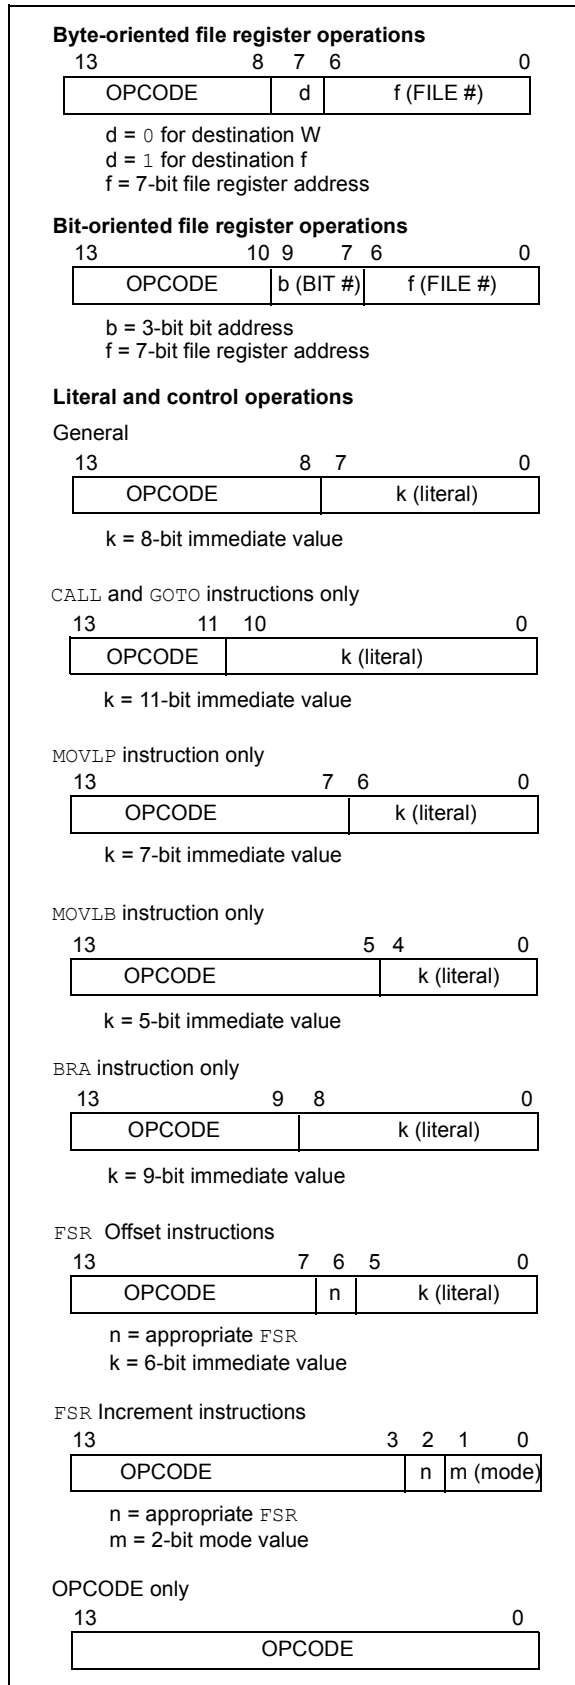 Byte-oriented file register operations
13 8 7 6 0
OPCODE d f (FILE #)
d = 0 for destination W
d = 1 for destination f
f = 7-bit file register address
Bit-oriented file register operations
13 10 9 7 6 0
OPCODE b (BIT #) f (FILE #)
b = 3-bit bit address
f = 7-bit file register address
Literal and control operations
General
13 8 7 0
OPCODE k (literal)
k = 8-bit immediate value
CALL and GOTO instructions only
13 11 10 0
OPCODE k (literal)
k = 11-bit immediate value
MOVLP instruction only
13 7 6 0
OPCODE k (literal)
k = 7-bit immediate value
MOVLB instruction only
13 5 4 0
OPCODE k (literal)
k = 5-bit immediate value
BRA instruction only
13 9 8 0
OPCODE k (literal)
k = 9-bit immediate value
FSR Offset instructions
13 7 6 5 0
OPCODE n k (literal)
n = appropriate FSR
k = 6-bit immediate value
FSR Increment instructions
13 3 2 1 0
OPCODE n m (mode)
n = appropriate FSR
m = 2-bit mode value
OPCODE only
13 0
OPCODE